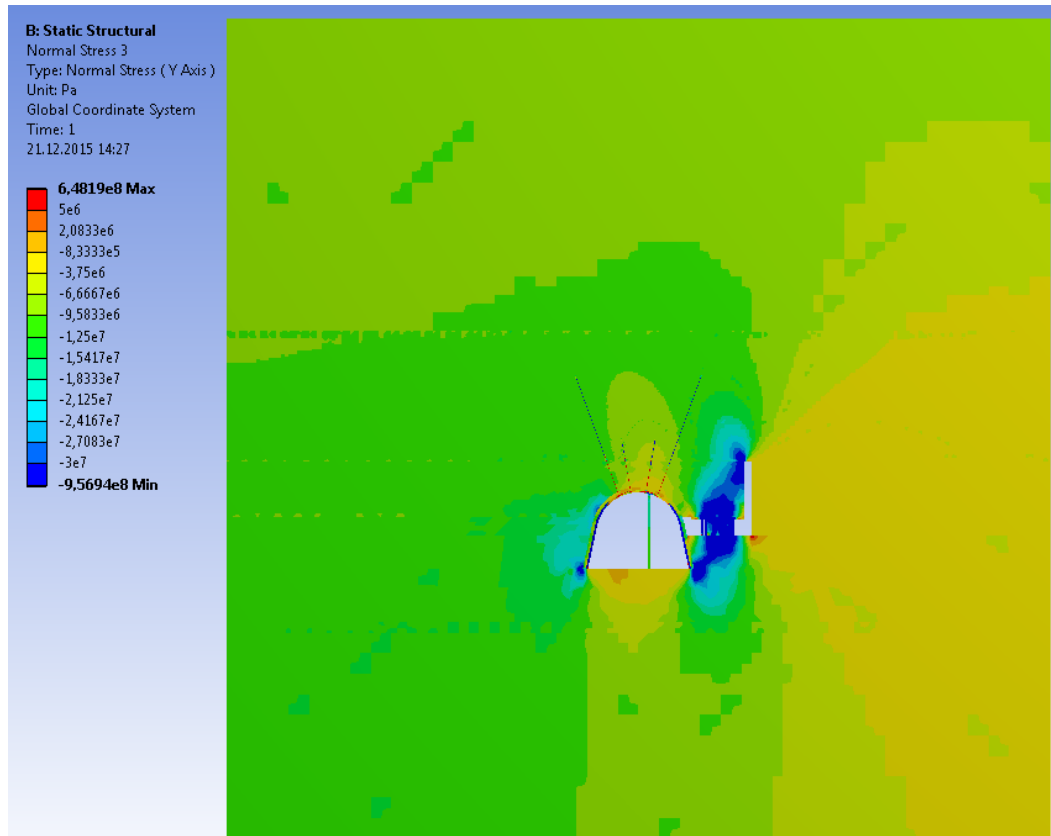 B: Static Structural
Normal Stress 3
Type: Normal Stress ( Y Axis )
Unit: Pa
Global Coordinate System
Time: 1
21.12.2015 14:27
6,4819e8 Max
5e6
2,0833e6
-8,3333e5
-3,75e6
-6,6667e6
-9,5833e6
-1,25e7
-1,5417e7
-1,8333e7
-2,125e7
-2,4167e7
-2,7083e7
-3e7
-9,5694e8 Min